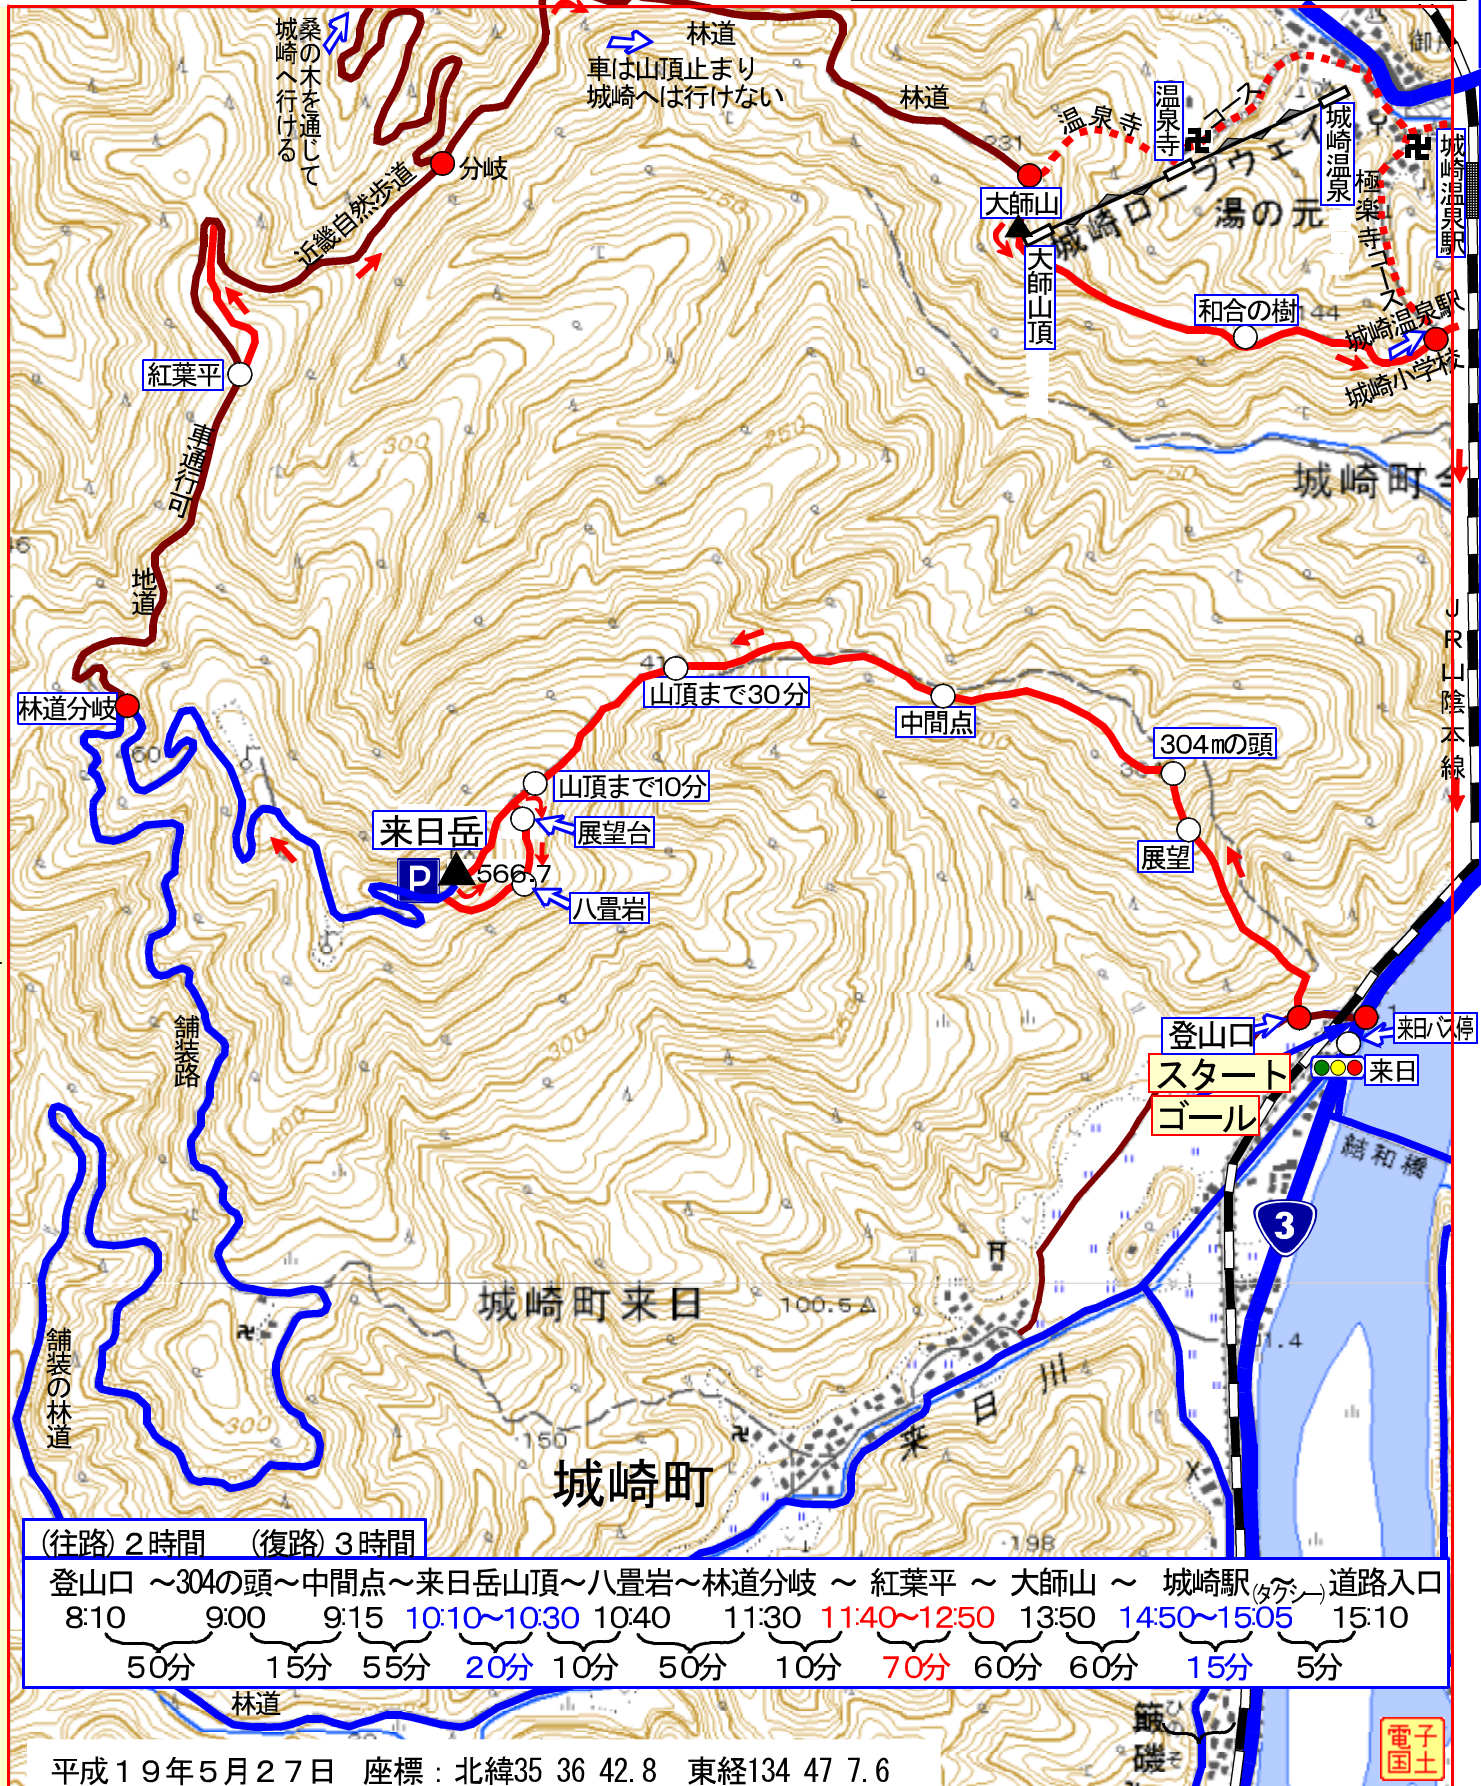 桑の木を通じて
城崎へ行ける
林道
車は山頂止まり
城崎へは行けない
林道
231
温泉寺
コース
温泉寺
城崎温泉
城崎温泉駅
極楽寺コース
城崎ロープウェイ
湯の元
分岐
近畿自然歩道
大師山
大師山頂
和合の樹
144
城崎温泉駅
城崎小学校
紅葉平
車通行可
300
250
城崎町今
地道
JR山陰本線
林道分岐
460
41
山頂まで30分
中間点
304mの頭
展望
山頂まで10分
展望台
来日岳
P
566.7
八畳岩
舗装路
300
400
登山口
来日バス停
スタート
来日
ゴール
結和橋
3
城崎町来日
100.6
1.4
舗装の林道
300
150
来日川
城崎町
198
(往路)2時間 (復路)3時間
登山口 ~304の頭~中間点~来日岳山頂~八畳岩~林道分岐 ~ 紅葉平 ~ 大師山 ~ 城崎駅(タクシー)~道路入口
8:10 9:00 9:15 10:10~10:30 10:40 11:30 11:40~12:50 13:50 14:50~15:05 15:10
50分 15分 55分 20分 10分 50分 10分 70分 60分 60分 15分 5分
林道
平成19年5月27日 座標:北緯35 36 42.8 東経134 47 7.6
電子
国土